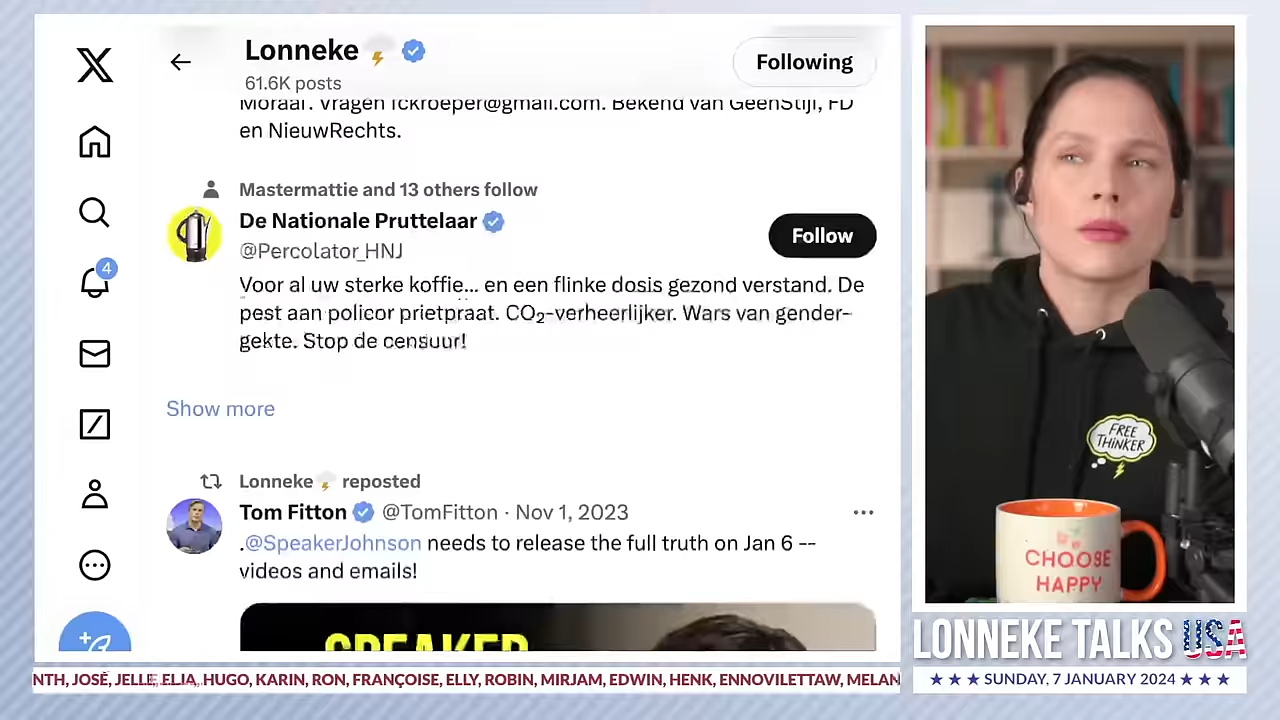 Lonneke
61.6K posts
Following
Moraal. Vragen fckroeper@gmail.com. Bekend van GeenStijl, FD
en NieuwRechts.
Mastermattie and 13 others follow
De Nationale Pruttelaar
@Percolator_HNJ
Follow
Voor al uw sterke koffie... en een flinke dosis gezond verstand. De
pest aan policor prietpraat. CO₂-verheerlijker. Wars van gender-
gekte. Stop de censuur!
Show more
Lonneke reposted
Tom Fitton @TomFitton · Nov 1, 2023
.@SpeakerJohnson needs to release the full truth on Jan 6 --
videos and emails!
SPEAKER
4
FREE
THINKER
CHOOSE
HAPPY
LONNEKE TALKS USA
NTH, JOSÉ, JELLE, ELIA, HUGO, KARIN, RON, FRANÇOISE, ELLY, ROBIN, MIRJAM, EDWIN, HENK, ENNOVILETTAW, MELAN
★ ★ ★ SUNDAY, 7 JANUARY 2024 ★ ★ ★